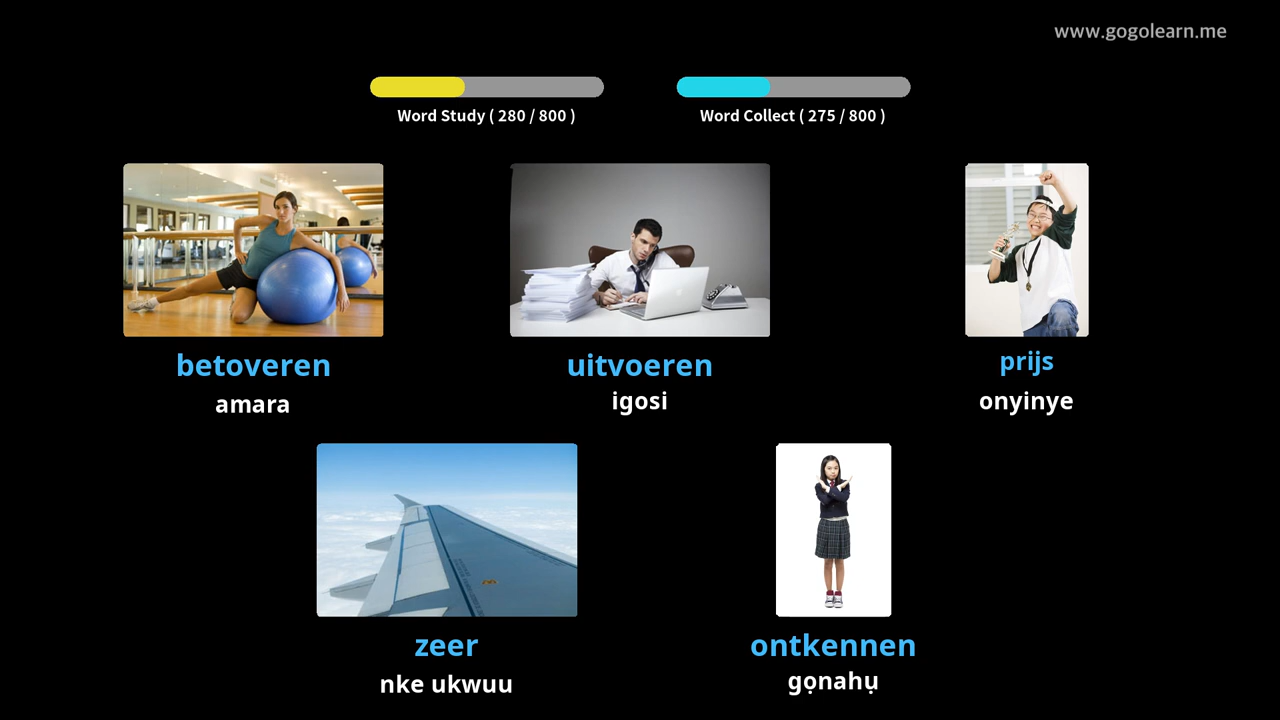 www.gogolearn.me
Word Study ( 280 / 800 )
Word Collect ( 275 / 800 )
betoveren
uitvoeren
prijs
amara
igosi
onyinye
zeer
ontkennen
nke ukwuu
gọnahụ